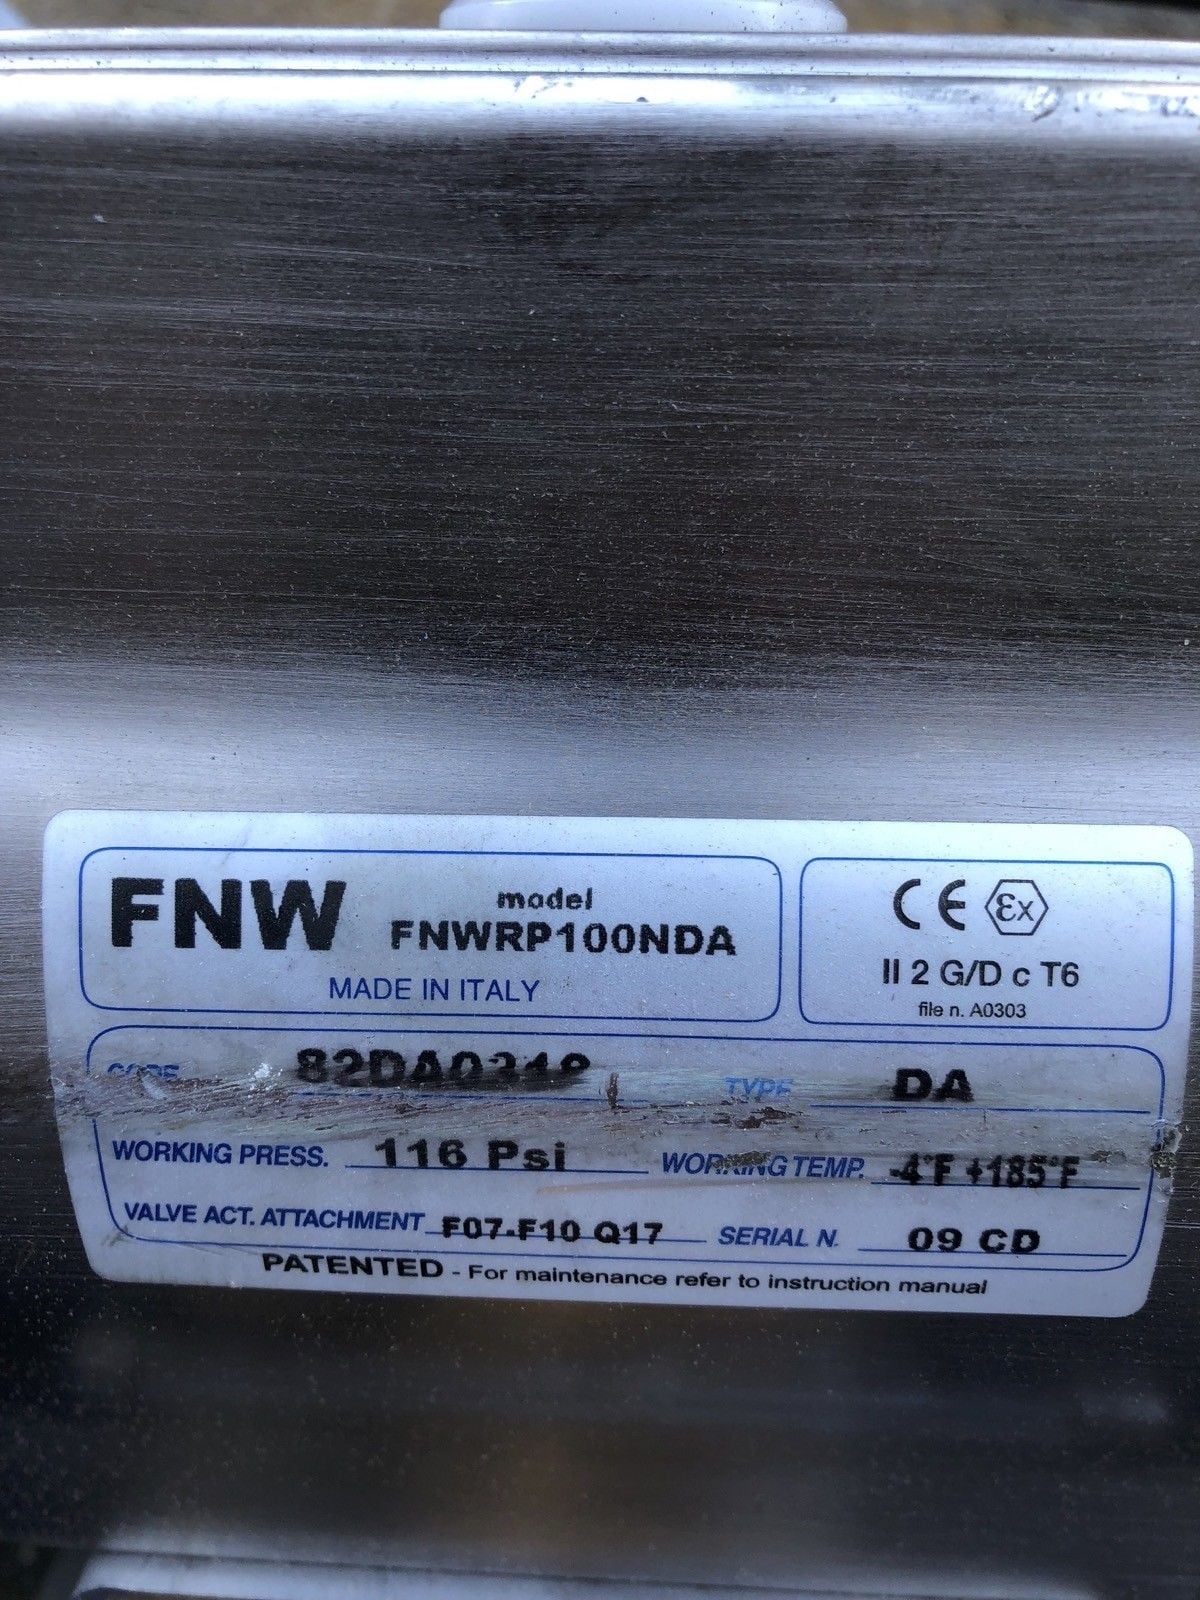 FNW model
FNWRP100NDA
MADE IN ITALY
CE Ex
II 2 G/D c T6
file n. A0303
CODE TYPE DA
WORKING PRESS. 116 Psi WORKING TEMP. -4°F +185°F
VALVE ACT. ATTACHMENT F07-F10 Q17 SERIAL N. 09 CD
PATENTED - For maintenance refer to instruction manual